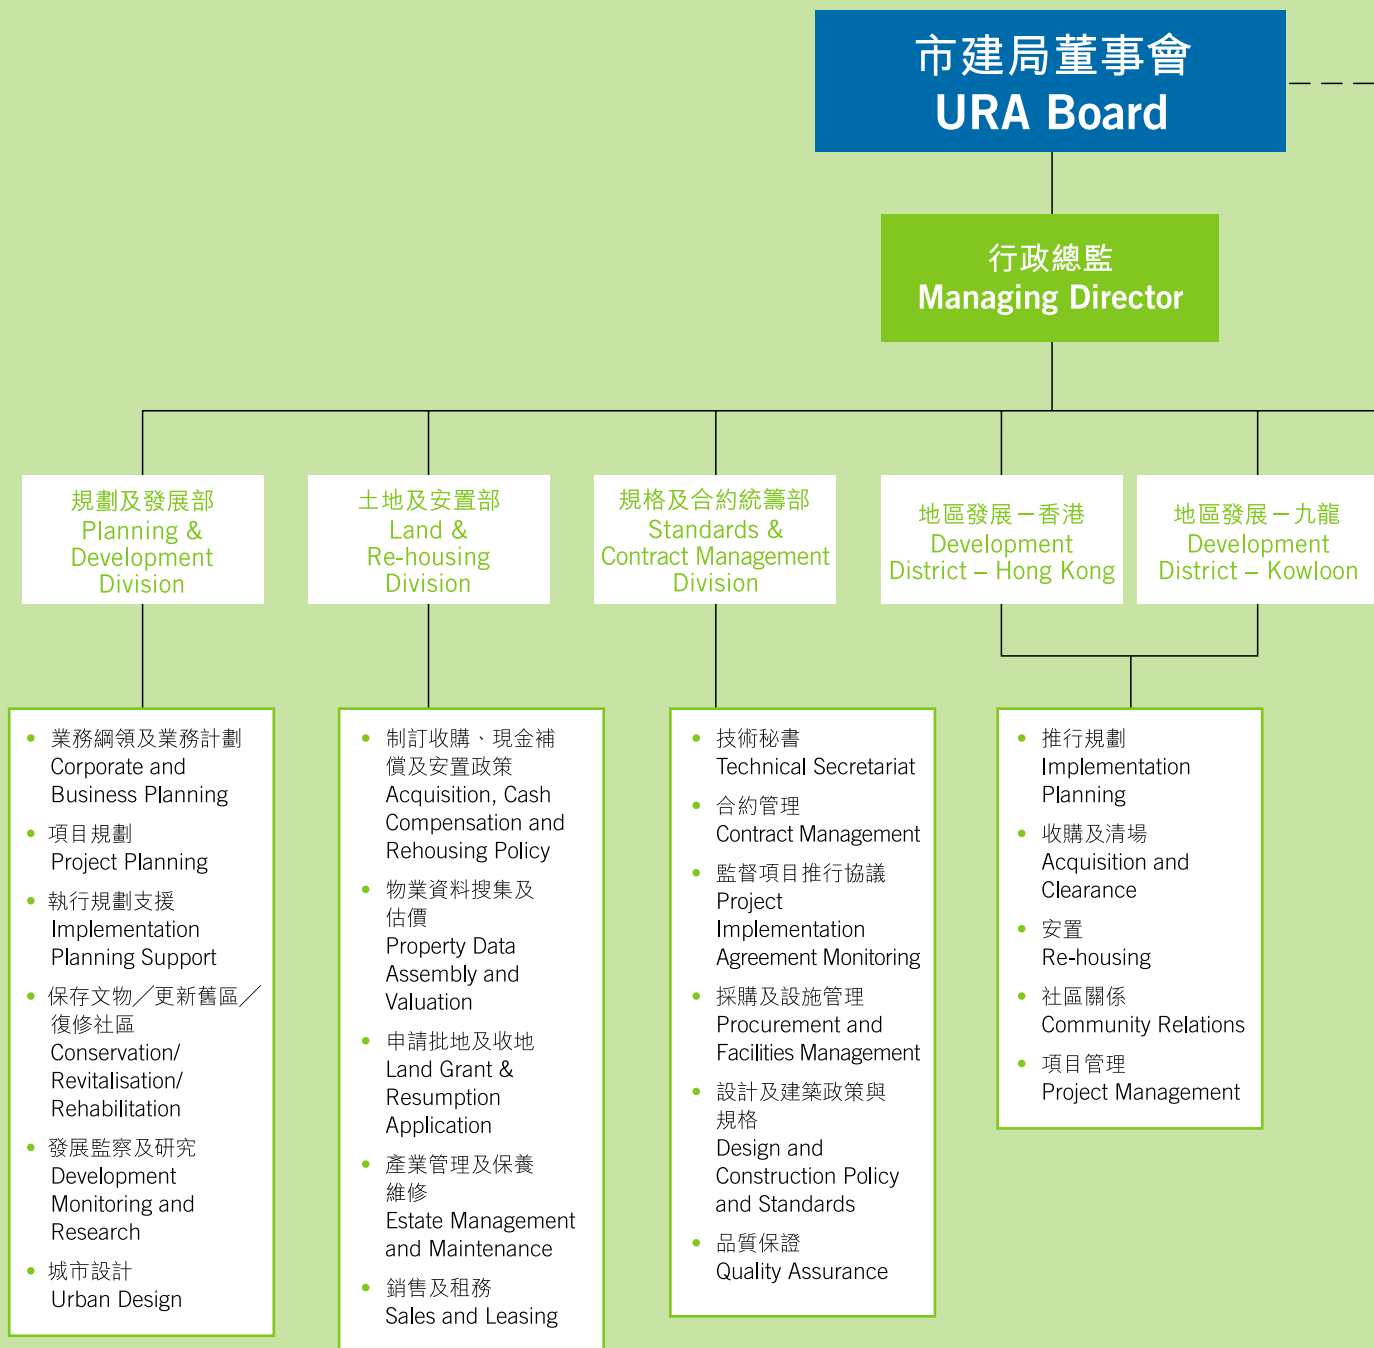 市建局董事會
URA Board
行政總監
Managing Director
規劃及發展部
Planning &
Development
Division
土地及安置部
Land &
Re-housing
Division
規格及合約統籌部
Standards &
Contract Management
Division
地區發展－香港
Development
District – Hong Kong
地區發展－九龍
Development
District – Kowloon
• 業務綱領及業務計劃
Corporate and
Business Planning
• 項目規劃
Project Planning
• 執行規劃支援
Implementation
Planning Support
• 保存文物╱更新舊區╱
復修社區
Conservation/
Revitalisation/
Rehabilitation
• 發展監察及研究
Development
Monitoring and
Research
• 城市設計
Urban Design
• 制訂收購、現金補
償及安置政策
Acquisition, Cash
Compensation and
Rehousing Policy
• 物業資料搜集及
估價
Property Data
Assembly and
Valuation
• 申請批地及收地
Land Grant &
Resumption
Application
• 產業管理及保養
維修
Estate Management
and Maintenance
• 銷售及租務
Sales and Leasing
• 技術秘書
Technical Secretariat
• 合約管理
Contract Management
• 監督項目推行協議
Project
Implementation
Agreement Monitoring
• 採購及設施管理
Procurement and
Facilities Management
• 設計及建築政策與
規格
Design and
Construction Policy
and Standards
• 品質保證
Quality Assurance
• 推行規劃
Implementation
Planning
• 收購及清場
Acquisition and
Clearance
• 安置
Re-housing
• 社區關係
Community Relations
• 項目管理
Project Management